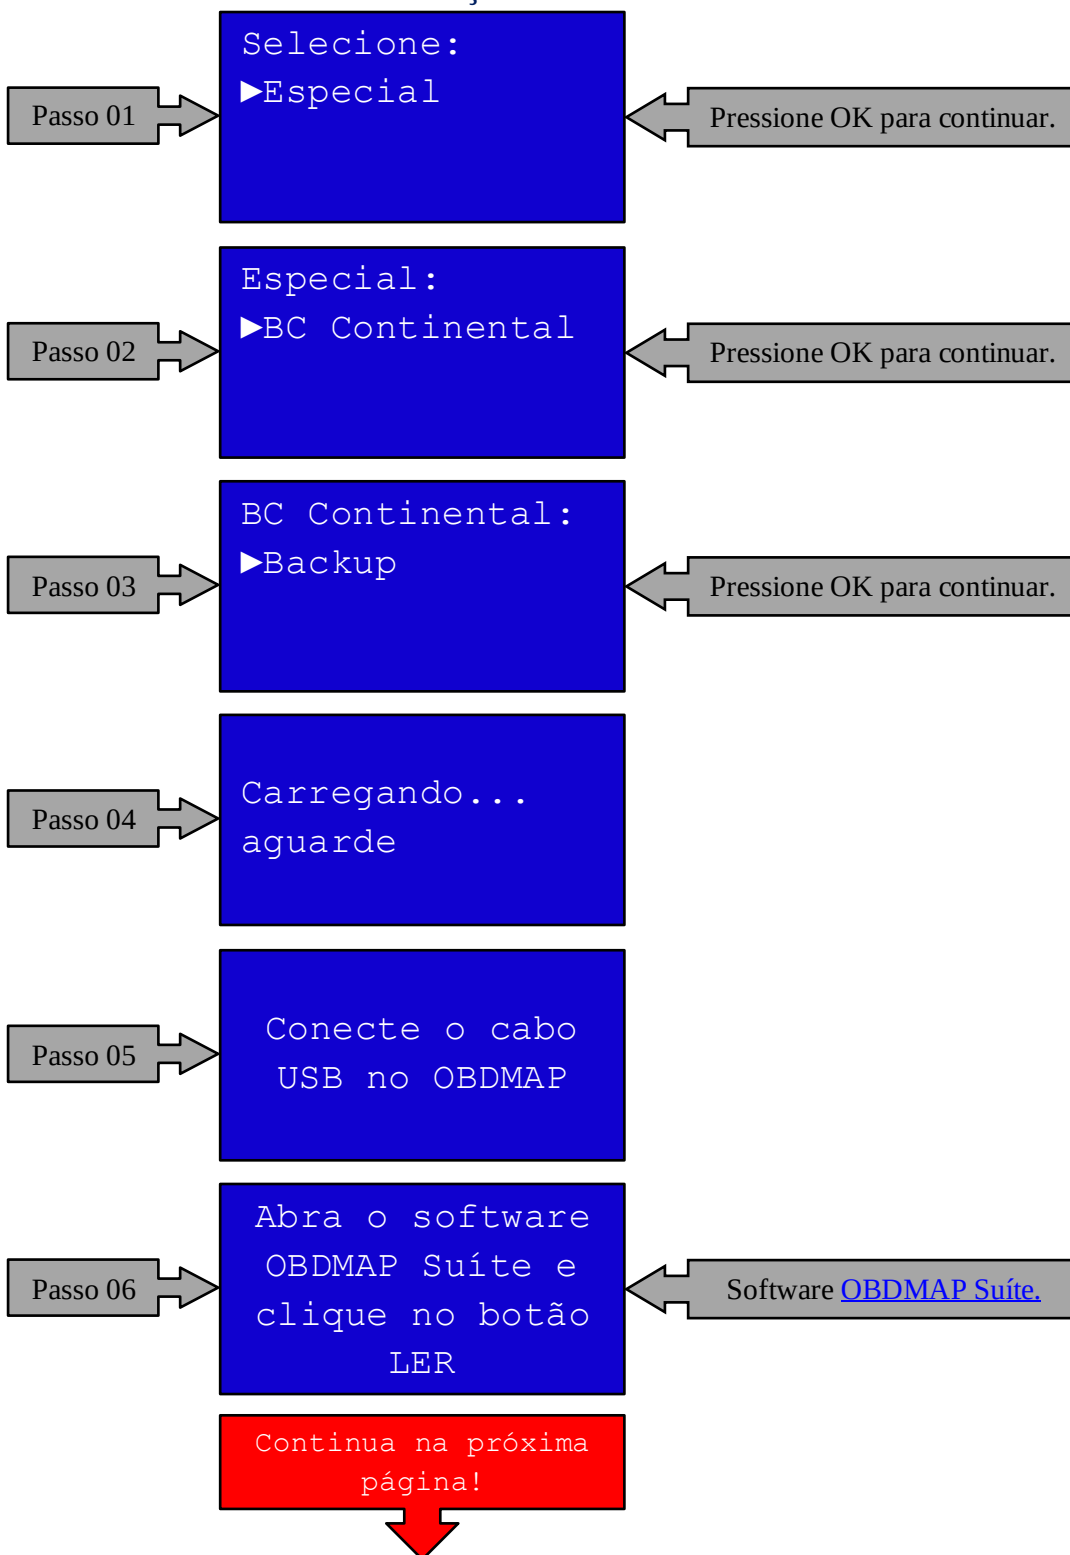 Selecione:
►Especial
Passo 01
Pressione OK para continuar.
Especial:
►BC Continental
Passo 02
Pressione OK para continuar.
BC Continental:
►Backup
Passo 03
Pressione OK para continuar.
Carregando...
aguarde
Passo 04
Conecte o cabo
USB no OBDMAP
Passo 05
Abra o software
OBDMAP Suíte e
clique no botão
LER
Passo 06
Software OBDMAP Suíte.
Continua na próxima
página!